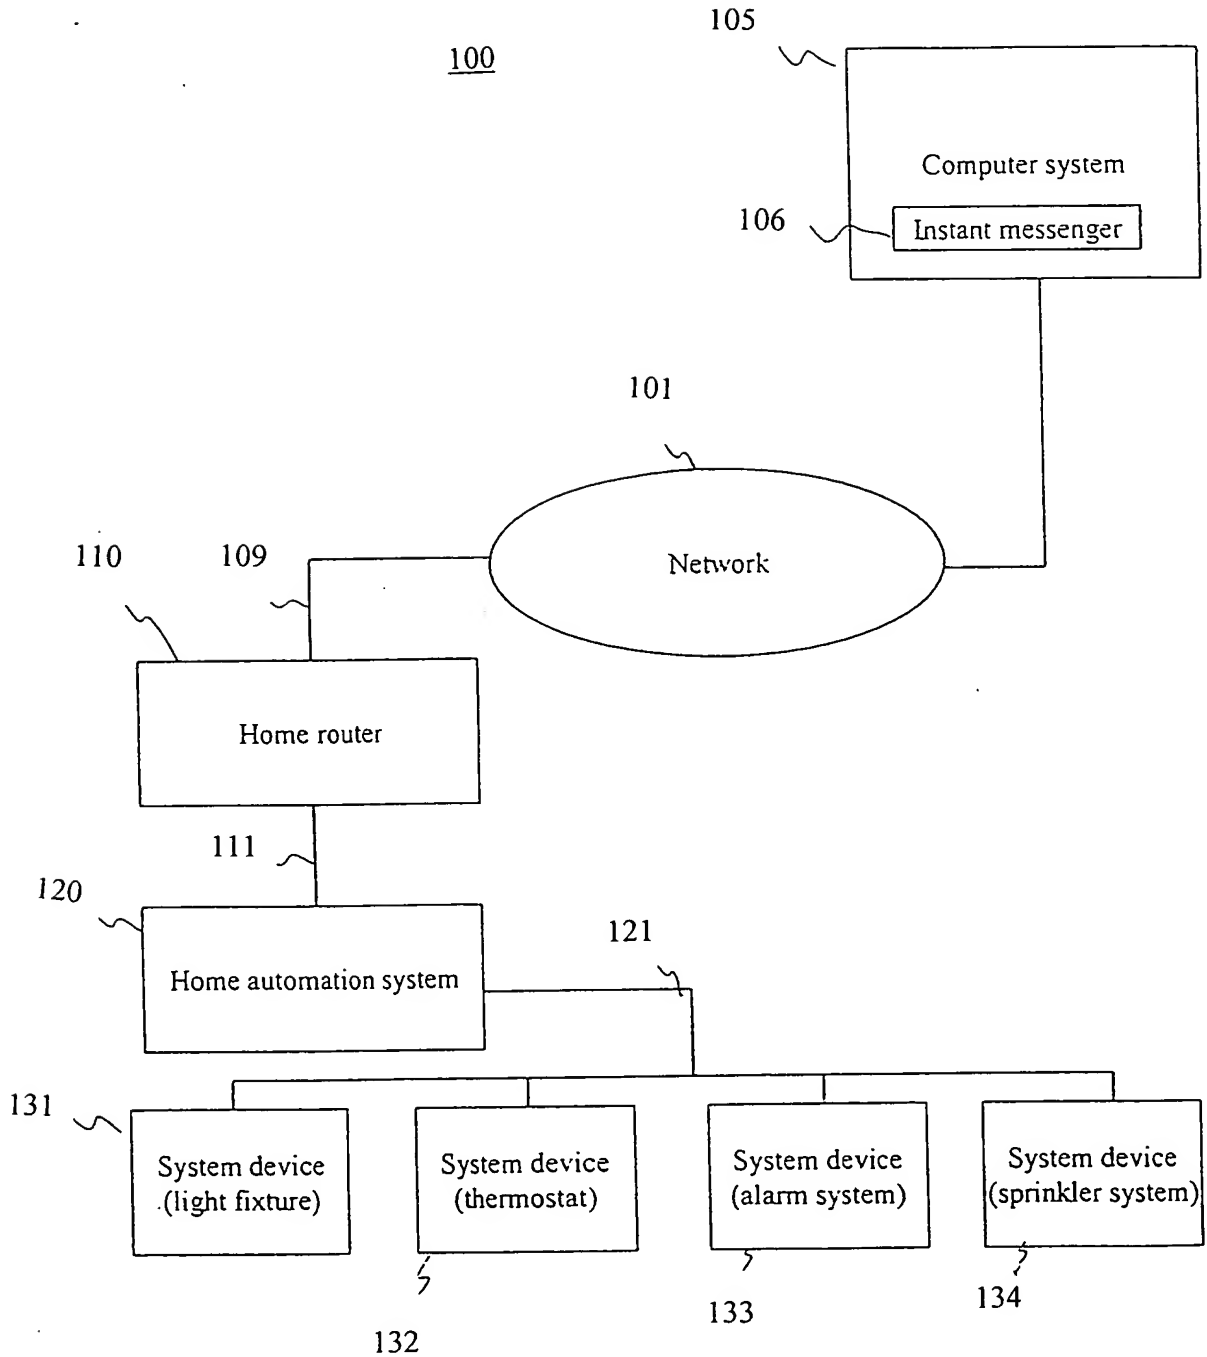 105
100
Computer system
106
Instant messenger
101
Network
110
109
Home router
111
120
121
Home automation system
131
System device
(light fixture)
System device
(thermostat)
System device
(alarm system)
System device
(sprinkler system)
132
133
134